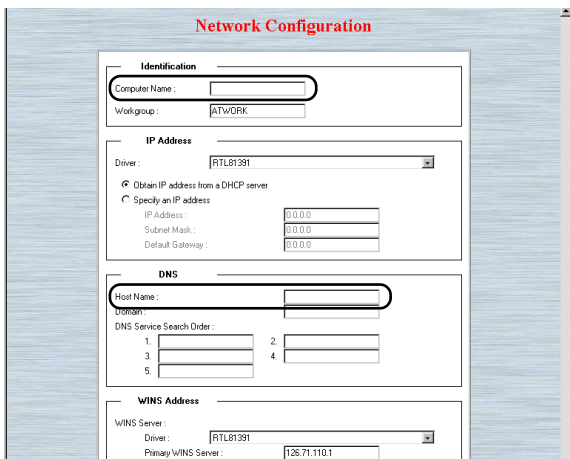 Network Configuration
Identification
Computer Name :
Workgroup : ATWORK
IP Address
Driver : RTL81391
Obtain IP address from a DHCP server
Specify an IP address
IP Address : 0.0.0.0
Subnet Mask : 0.0.0.0
Default Gateway : 0.0.0.0
DNS
Host Name :
Domain :
DNS Service Search Order :
1. 2.
3. 4.
5.
WINS Address
WINS Server :
Driver : RTL81391
Primary WINS Server : 126.71.110.1